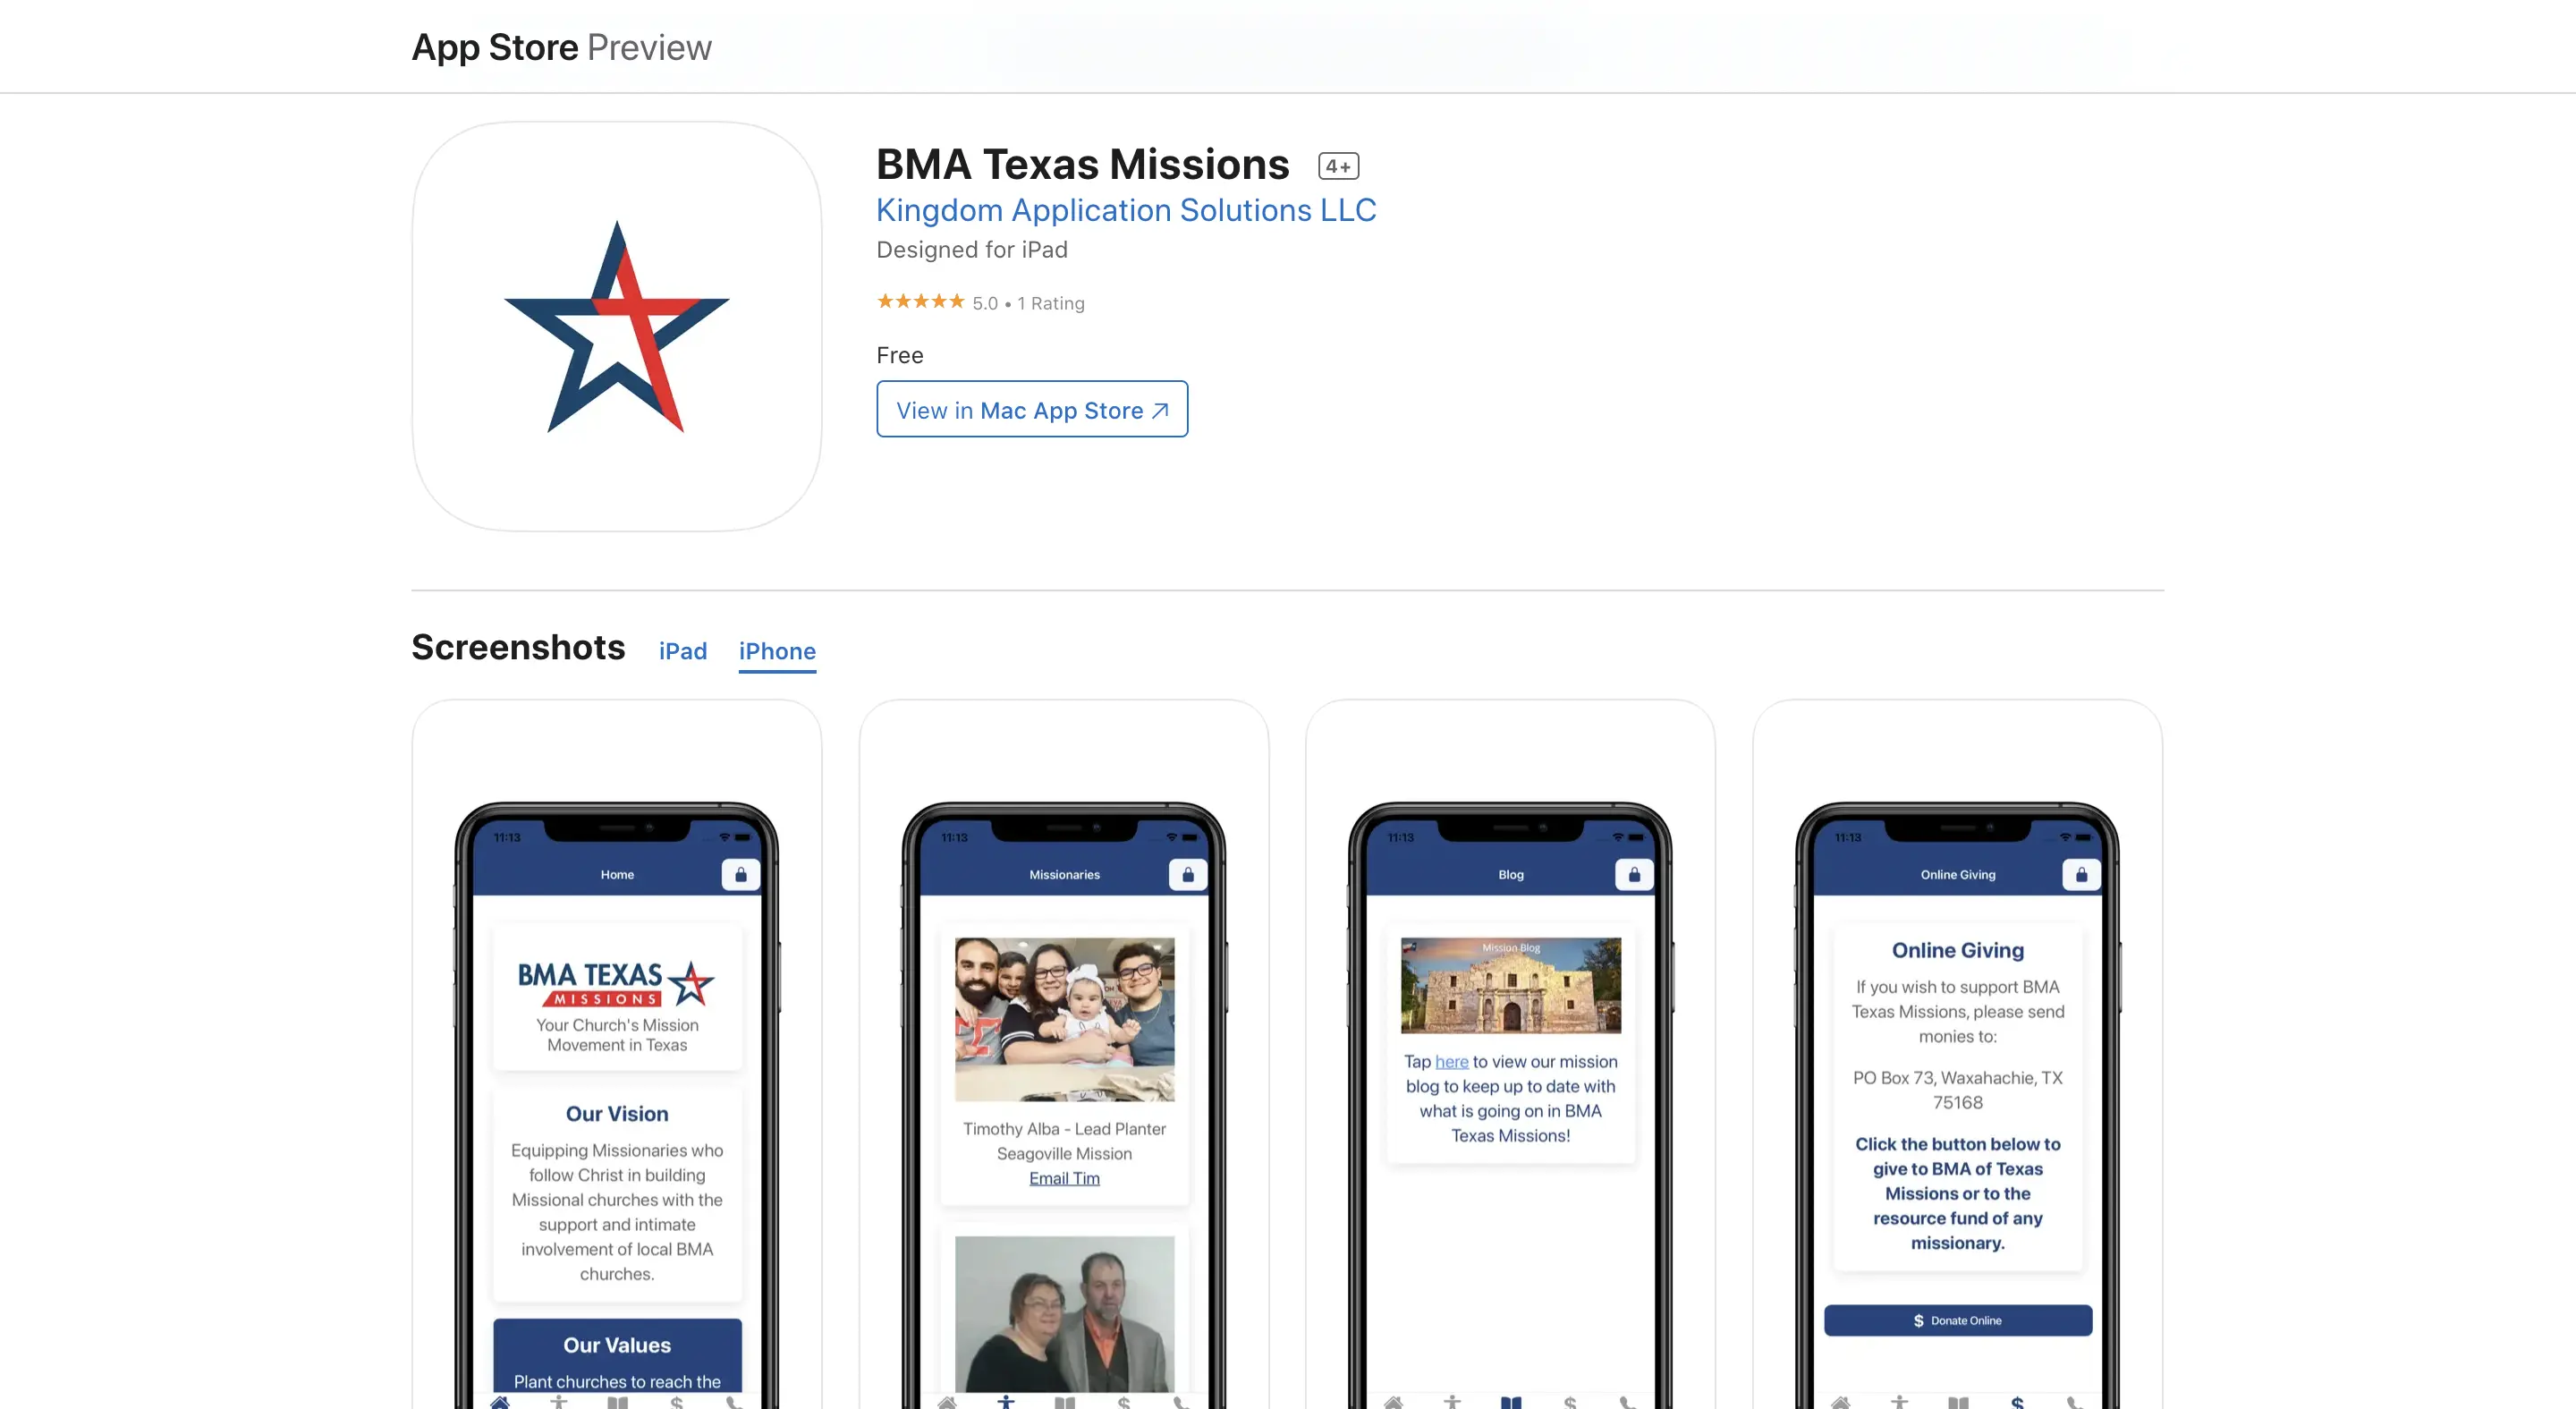 App Store Preview
BMA Texas Missions 4+
Kingdom Application Solutions LLC
Designed for iPad
5.0 • 1 Rating
Free
View in Mac App Store
Screenshots iPad iPhone
11:13
Home
BMA TEXAS
MISSIONS
Your Church's Mission
Movement in Texas
Our Vision
Equipping Missionaries who
follow Christ in building
Missional churches with the
support and intimate
involvement of local BMA
churches.
Our Values
Plant churches to reach the
11:13
Missionaries
Timothy Alba - Lead Planter
Seagoville Mission
Email Tim
11:13
Blog
Mission Blog
Tap here to view our mission
blog to keep up to date with
what is going on in BMA
Texas Missions!
11:13
Online Giving
Online Giving
If you wish to support BMA
Texas Missions, please send
monies to:
PO Box 73, Waxahachie, TX
75168
Click the button below to
give to BMA of Texas
Missions or to the
resource fund of any
missionary.
$ Donate Online